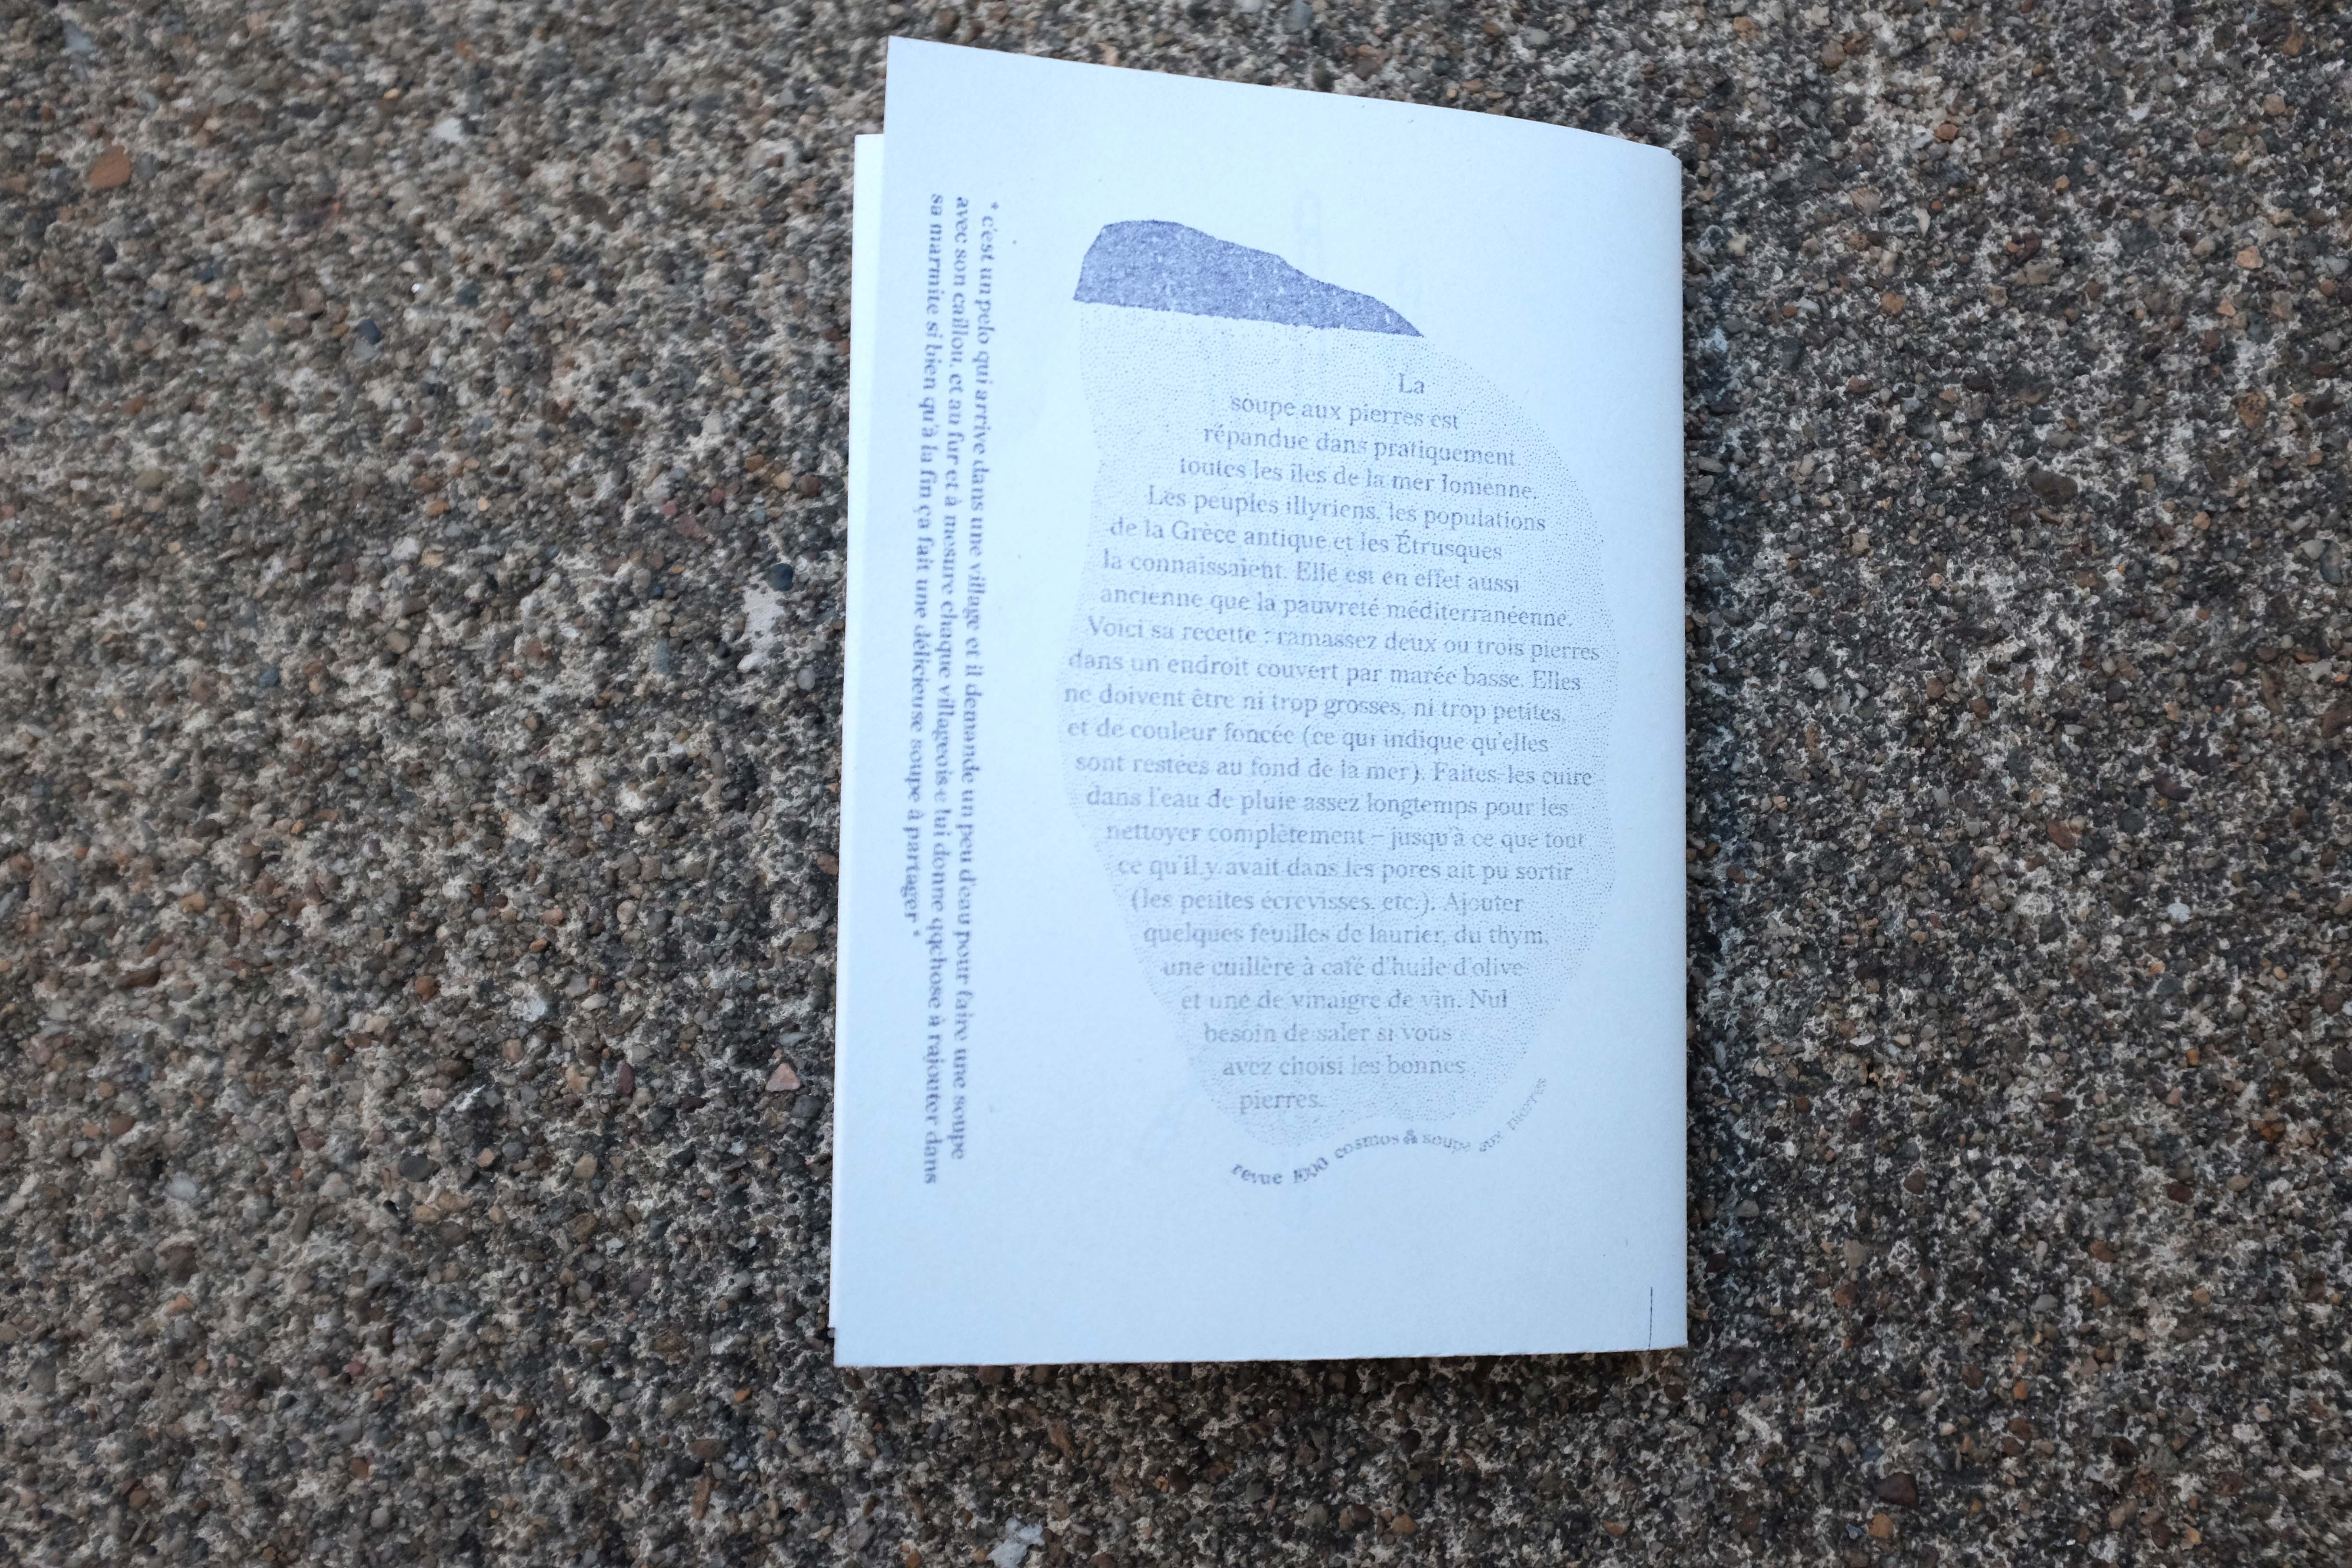 * c'est un pelo qui arrive dans une village et il demande un peu d'eau pour faire une soupe
avec son caillou, et au fur et à mesure chaque villageois·e lui donne qqchose à rajouter dans
sa marmite si bien qu'à la fin ça fait une délicieuse soupe à partager *
La
soupe aux pierres est
répandue dans pratiquement
toutes les îles de la mer Ionienne.
Les peuples illyriens, les populations
de la Grèce antique et les Étrusques
la connaissaient. Elle est en effet aussi
ancienne que la pauvreté méditerranéenne.
Voici sa recette : ramassez deux ou trois pierres
dans un endroit couvert par marée basse. Elles
ne doivent être ni trop grosses, ni trop petites,
et de couleur foncée (ce qui indique qu'elles
sont restées au fond de la mer). Faites-les cuire
dans l'eau de pluie assez longtemps pour les
nettoyer complètement – jusqu'à ce que tout
ce qu'il y avait dans les pores ait pu sortir
(les petites écrevisses, etc.). Ajouter
quelques feuilles de laurier, du thym,
une cuillère à café d'huile d'olive
et une de vinaigre de vin. Nul
besoin de saler si vous
avez choisi les bonnes
pierres.
revue 1000 cosmos & soupe aux pierres